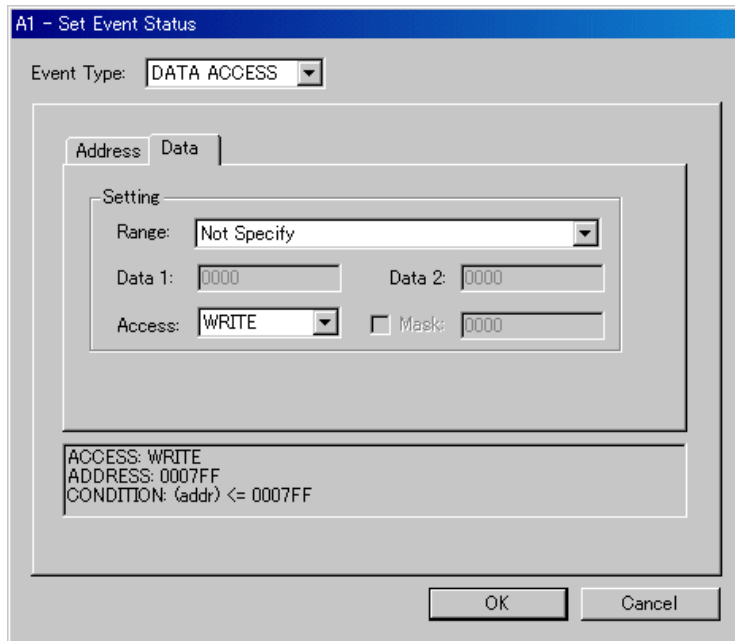 A1 - Set Event Status
Event Type: DATA ACCESS
Address Data
Setting
Range: Not Specify
Data 1: 0000 Data 2: 0000
Access: WRITE Mask: 0000
ACCESS: WRITE
ADDRESS: 0007FF
CONDITION: (addr) <= 0007FF
OK Cancel